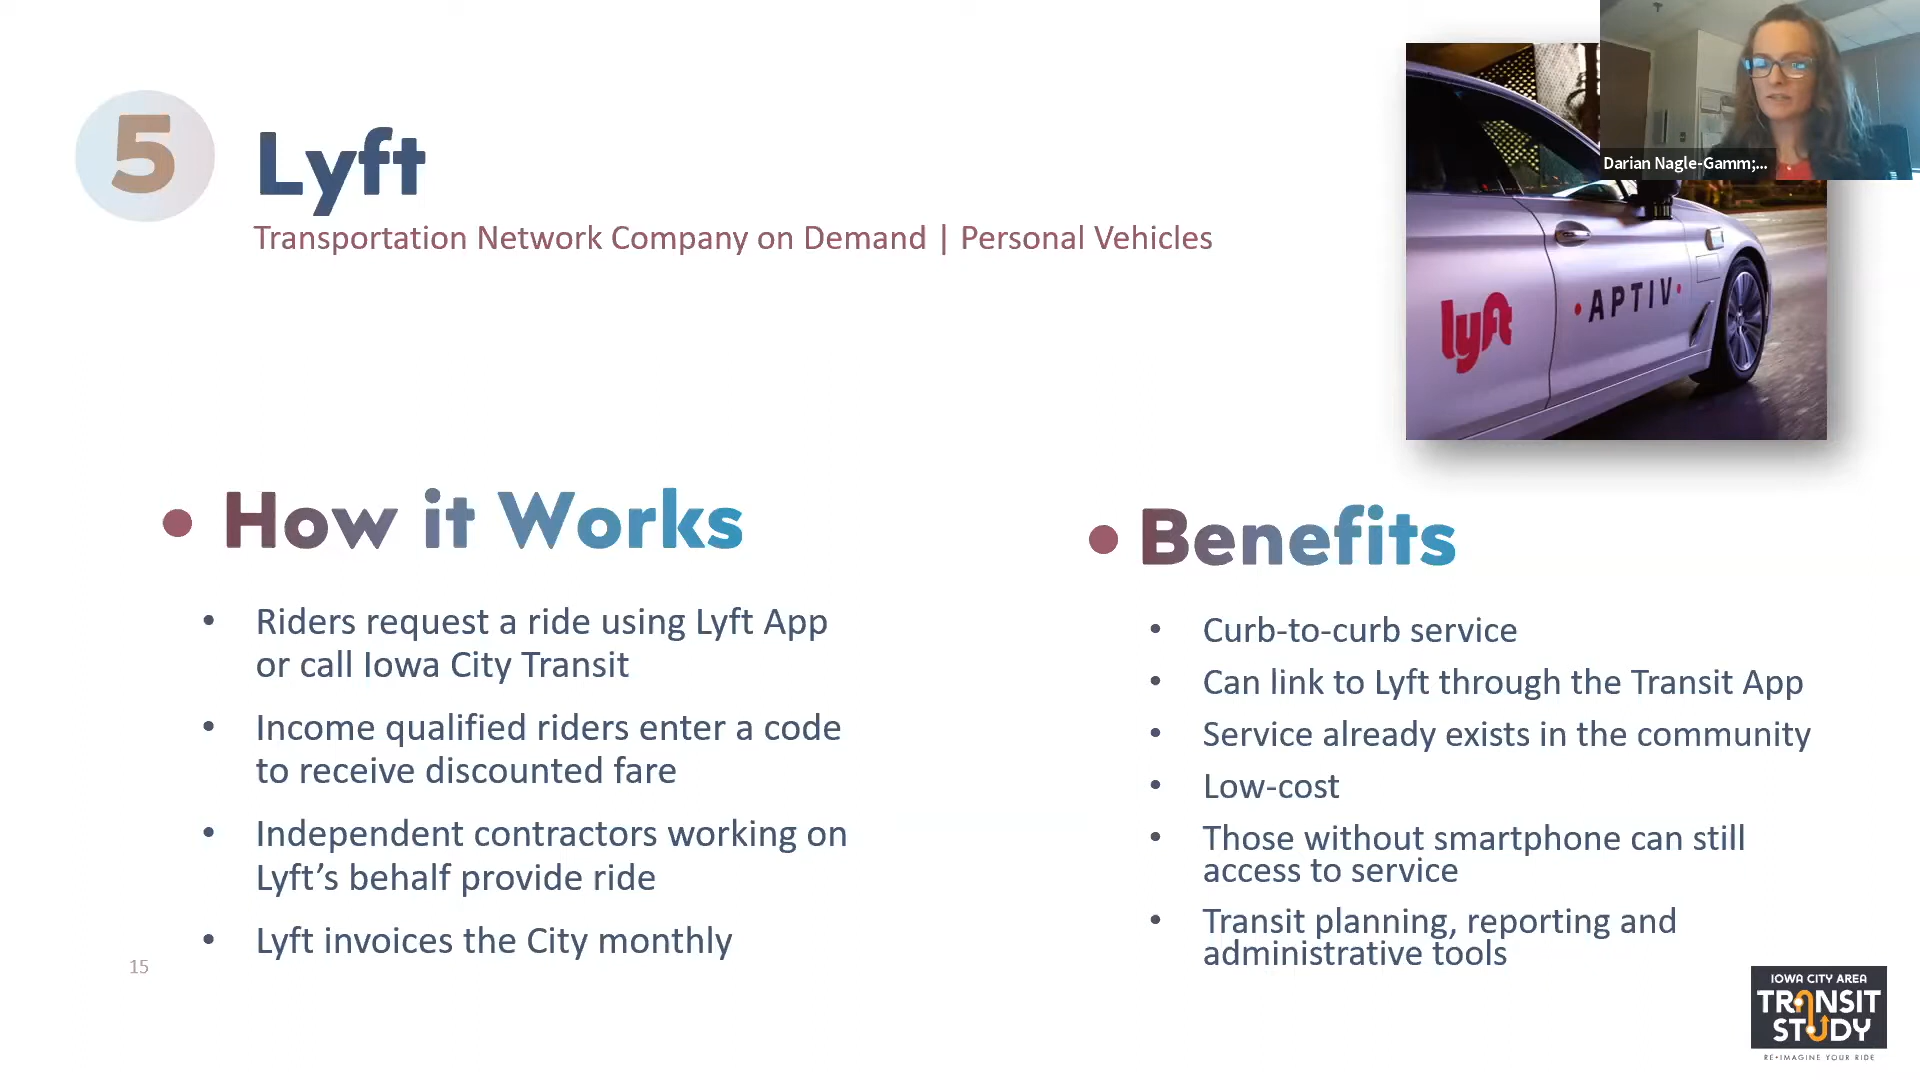 5
Lyft
Transportation Network Company on Demand | Personal Vehicles
lyft
• APTIV •
Darian Nagle-Gamm;...
• How it Works
• Riders request a ride using Lyft App
or call Iowa City Transit
• Income qualified riders enter a code
to receive discounted fare
• Independent contractors working on
Lyft’s behalf provide ride
• Lyft invoices the City monthly
• Benefits
• Curb-to-curb service
• Can link to Lyft through the Transit App
• Service already exists in the community
• Low-cost
• Those without smartphone can still
access to service
• Transit planning, reporting and
administrative tools
15
IOWA CITY AREA
TRANSIT
STUDY
RE•IMAGINE YOUR RIDE